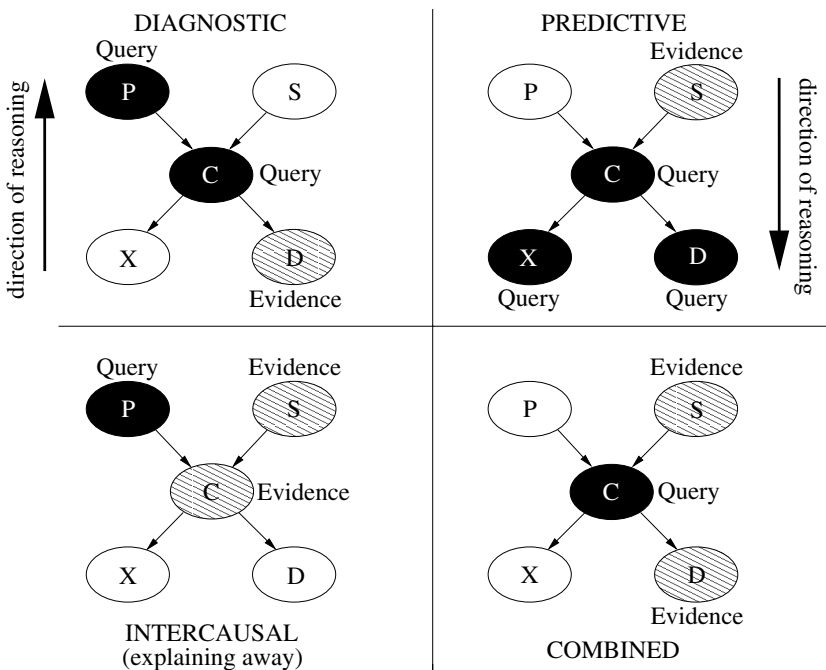 DIAGNOSTIC
Query
P
S
C
Query
X
D
Evidence
direction of reasoning
PREDICTIVE
Evidence
P
S
C
Query
X
D
Query
Query
direction of reasoning
Query
Evidence
P
S
C
Evidence
X
D
INTERCAUSAL
(explaining away)
Evidence
P
S
C
Query
X
D
Evidence
COMBINED